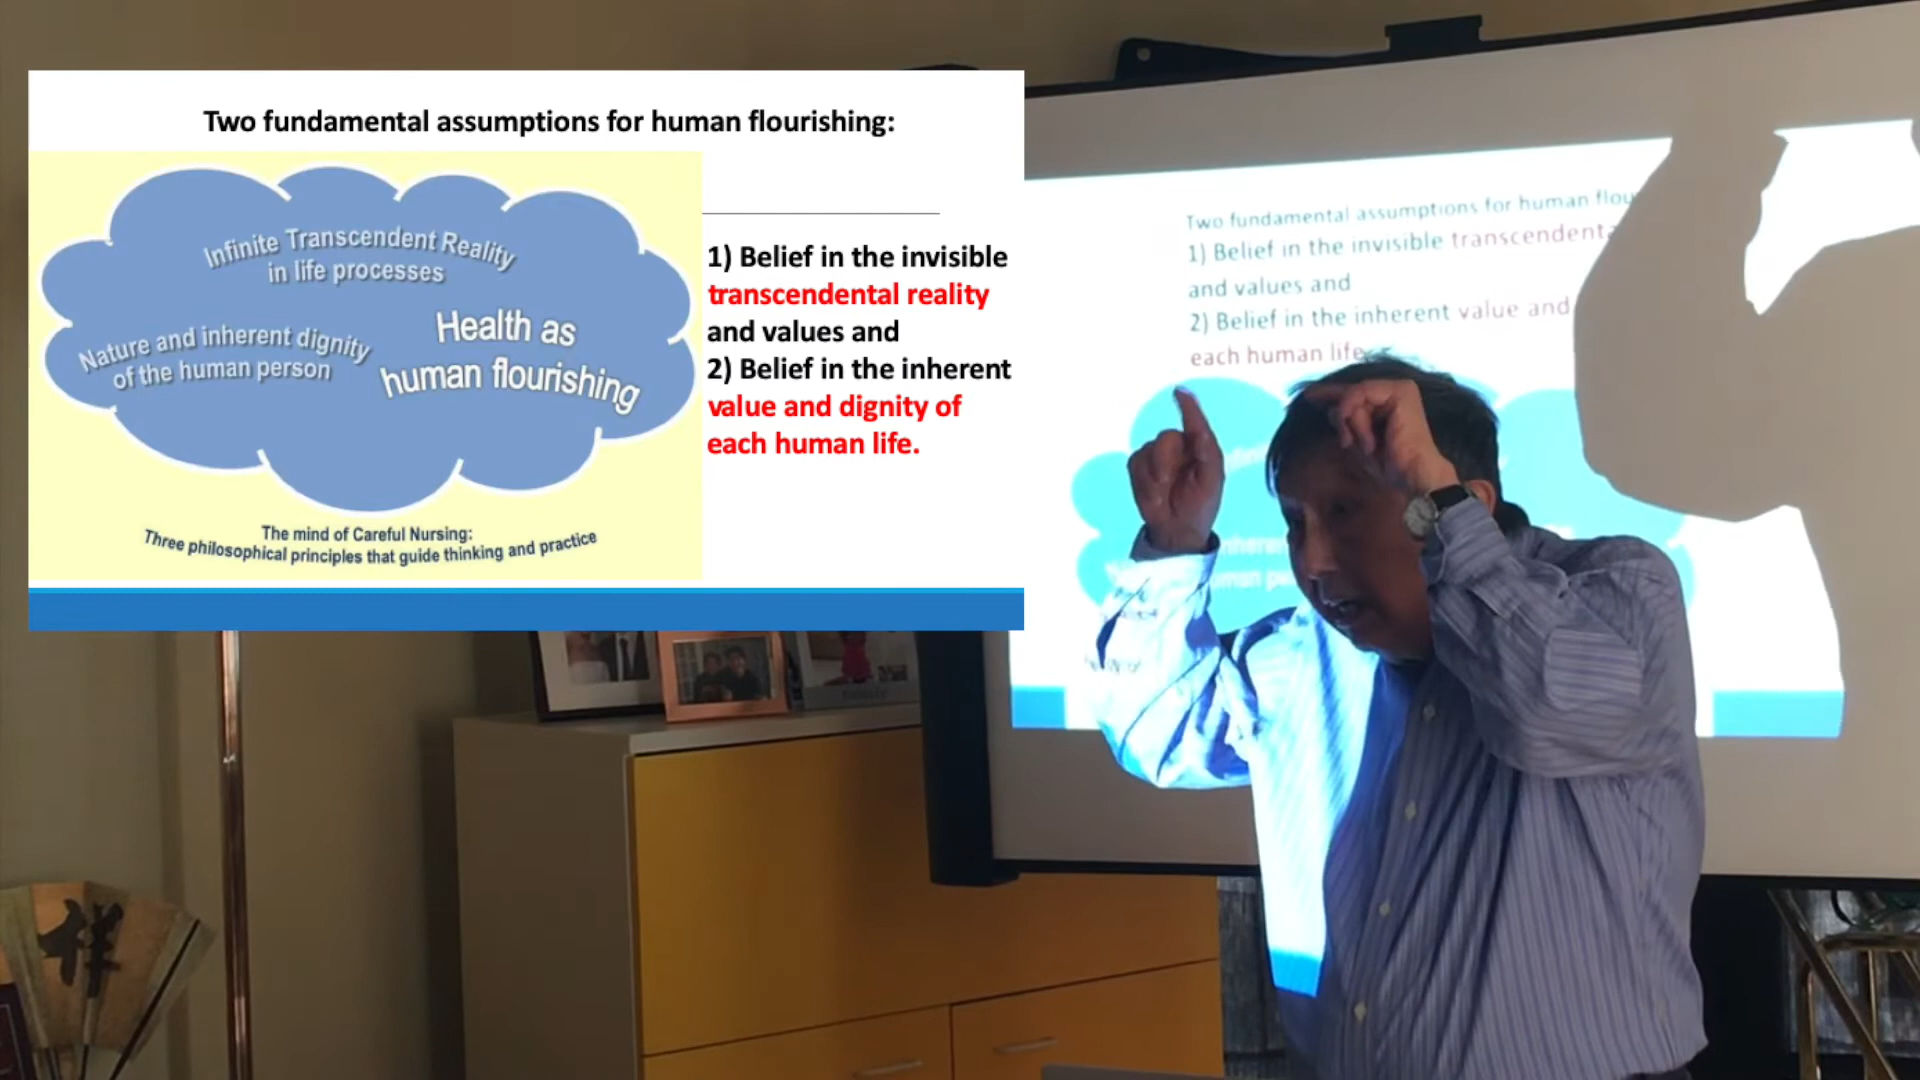 Two fundamental assumptions for human flourishing:
Infinite Transcendent Reality
in life processes
Nature and inherent dignity
of the human person
Health as
human flourishing
The mind of Careful Nursing:
Three philosophical principles that guide thinking and practice
1) Belief in the invisible
transcendental reality
and values and
2) Belief in the inherent
value and dignity of
each human life.
Two fundamental assumptions for human
1) Belief in the invisible
and values and
2) Belief in the inherent value and
each human life
祥